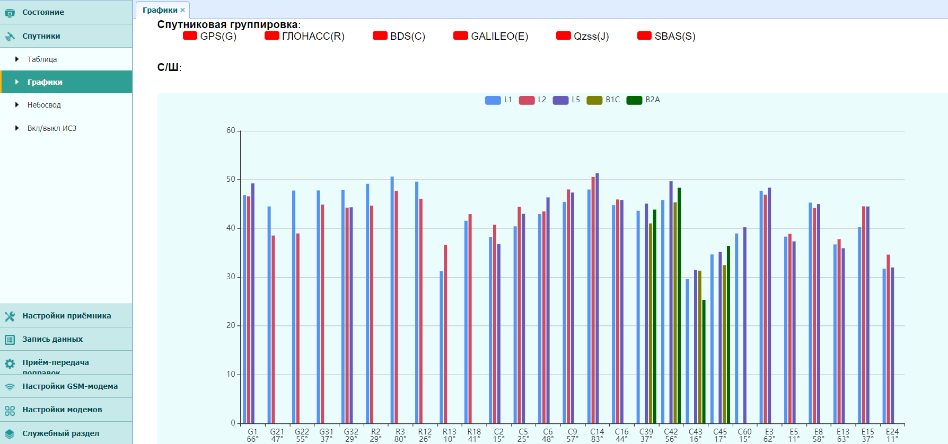 Состояние
Графики ×
Спутниковая группировка:
GPS(G) ГЛОНАСС(R) BDS(C) GALILEO(E) Qzss(J) SBAS(S)
Спутники
Таблица
С/Ш:
Графики
Небосвод
L1 L2 L5 B1C B2A
Вкл/выкл ИСЗ
60
50
40
30
20
10
0
G1 G21 G22 G31 G32 R2 R3 R12 R13 R18 C2 C5 C6 C9 C14 C16 C39 C42 C43 C45 C60 E3 E5 E8 E13 E15 E24
66° 47° 55° 37° 29° 29° 80° 26° 10° 41° 15° 25° 48° 57° 83° 44° 37° 56° 16° 17° 15° 62° 11° 58° 63° 37° 11°
Настройки приёмника
Запись данных
Приём-передача
поправок
Настройки GSM-модема
Настройки модемов
Служебный раздел